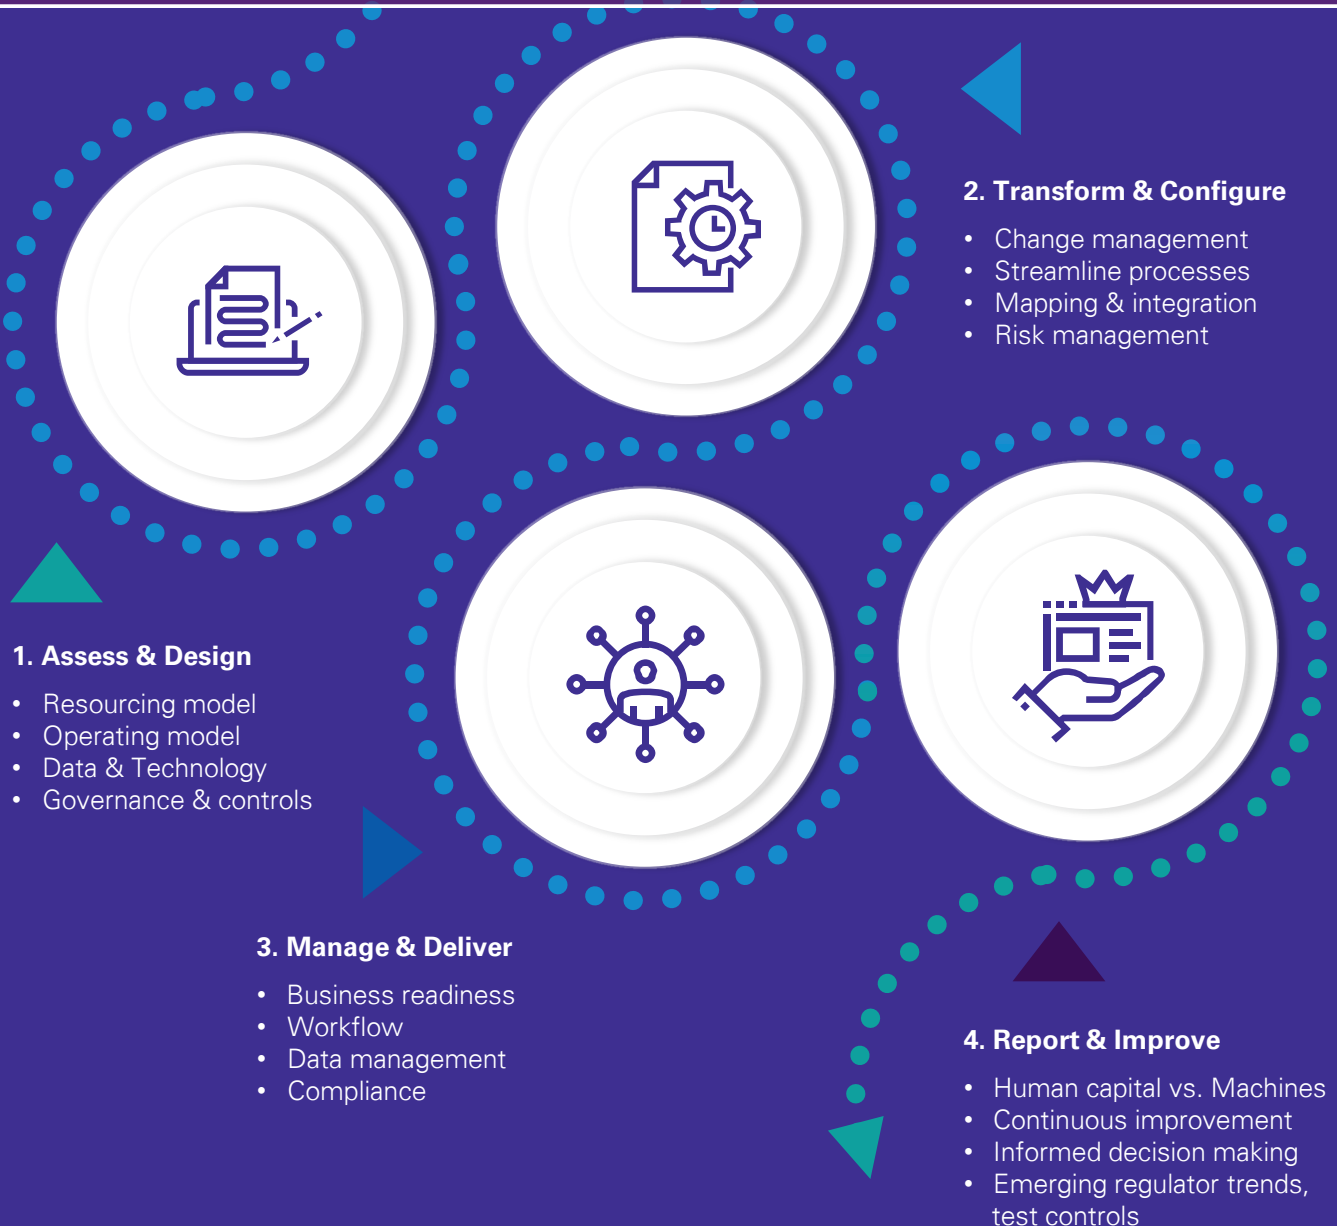 1. Assess & Design
• Resourcing model
• Operating model
• Data & Technology
• Governance & controls
2. Transform & Configure
• Change management
• Streamline processes
• Mapping & integration
• Risk management
3. Manage & Deliver
• Business readiness
• Workflow
• Data management
• Compliance
4. Report & Improve
• Human capital vs. Machines
• Continuous improvement
• Informed decision making
• Emerging regulator trends,
test controls